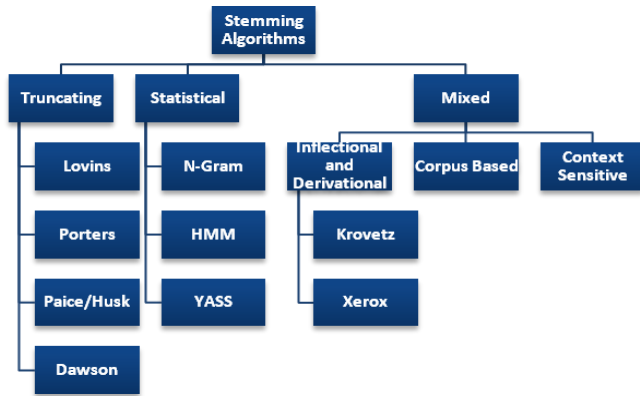 Stemming
Algorithms
Truncating
Statistical
Mixed
Lovins
N-Gram
Inflectional
and
Derivational
Corpus Based
Context
Sensitive
Porters
HMM
Krovetz
Paice/Husk
YASS
Xerox
Dawson